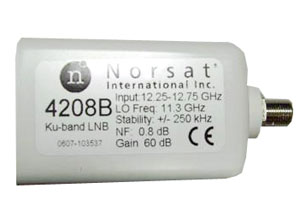 n Norsat
International Inc.
4208B
Ku-band LNB
0607-103537
Input: 12.25-12.75 GHz
LO Freq: 11.3 GHz
Stability: +/- 250 kHz
NF: 0.8 dB
Gain: 60 dB
CE